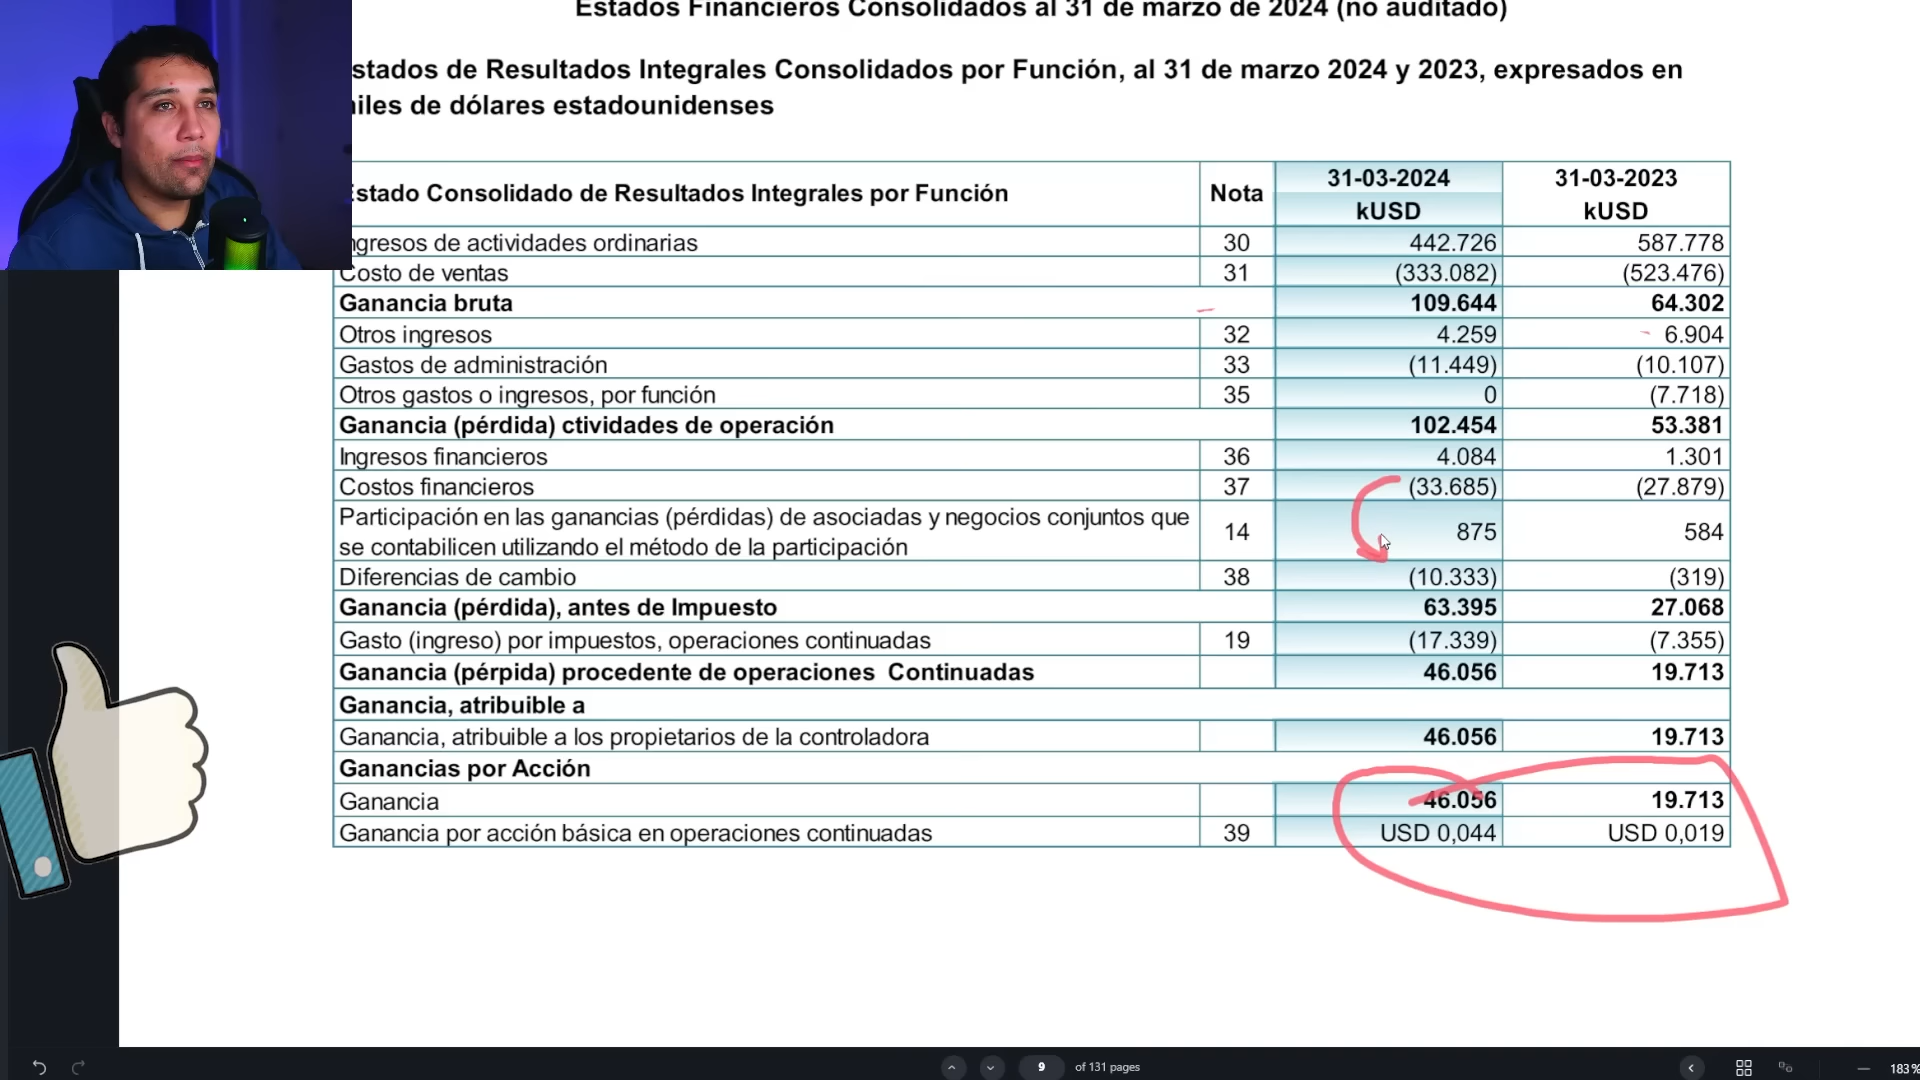 Estados Financieros Consolidados al 31 de marzo de 2024 (no auditado)
stados de Resultados Integrales Consolidados por Función, al 31 de marzo 2024 y 2023, expresados en
iles de dólares estadounidenses
Estado Consolidado de Resultados Integrales por Función Nota 31-03-2024 kUSD 31-03-2023 kUSD
ngresos de actividades ordinarias 30 442.726 587.778
Costo de ventas 31 (333.082) (523.476)
Ganancia bruta 109.644 64.302
Otros ingresos 32 4.259 6.904
Gastos de administración 33 (11.449) (10.107)
Otros gastos o ingresos, por función 35 0 (7.718)
Ganancia (pérdida) ctividades de operación 102.454 53.381
Ingresos financieros 36 4.084 1.301
Costos financieros 37 (33.685) (27.879)
Participación en las ganancias (pérdidas) de asociadas y negocios conjuntos que
se contabilicen utilizando el método de la participación 14 875 584
Diferencias de cambio 38 (10.333) (319)
Ganancia (pérdida), antes de Impuesto 63.395 27.068
Gasto (ingreso) por impuestos, operaciones continuadas 19 (17.339) (7.355)
Ganancia (pérpida) procedente de operaciones Continuadas 46.056 19.713
Ganancia, atribuible a
Ganancia, atribuible a los propietarios de la controladora 46.056 19.713
Ganancias por Acción
Ganancia 46.056 19.713
Ganancia por acción básica en operaciones continuadas 39 USD 0,044 USD 0,019
9 of 131 pages 183%